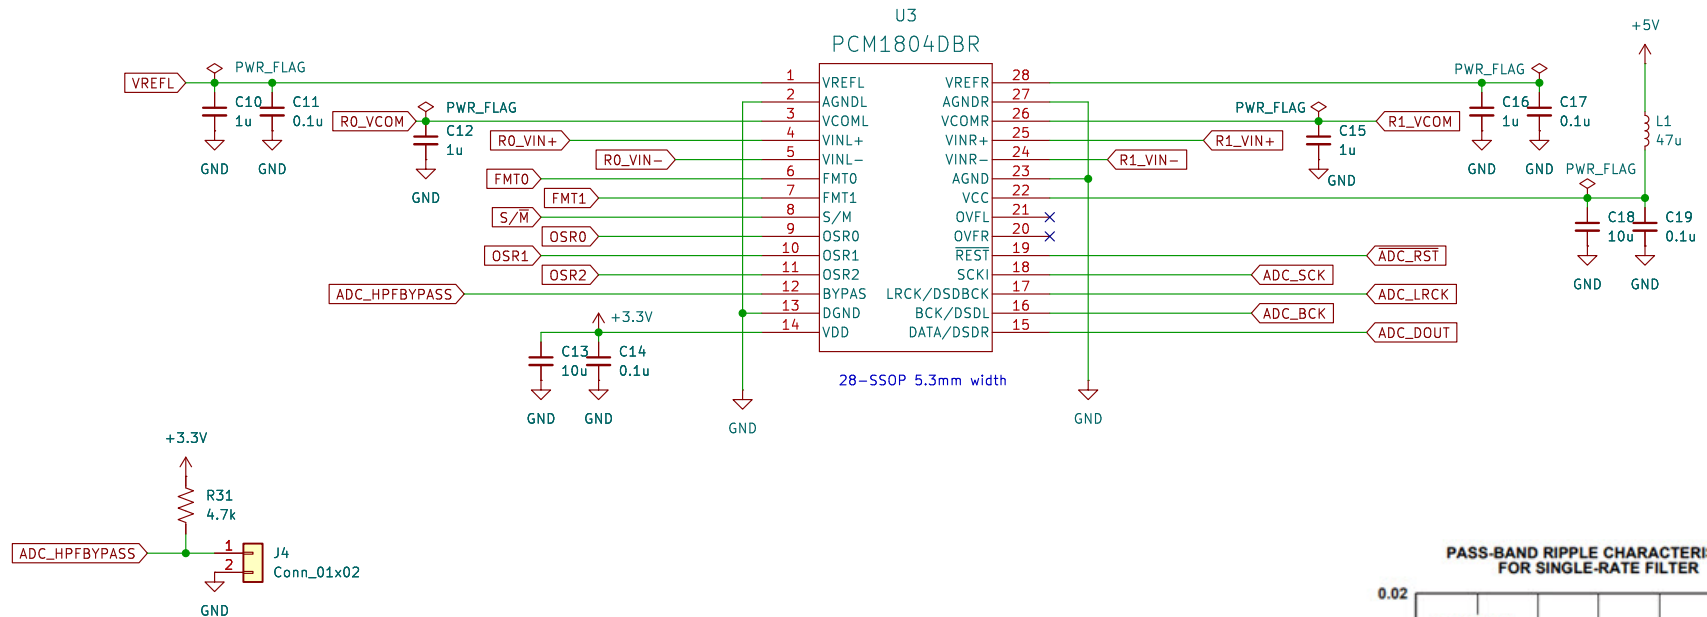 U3
PCM1804DBR
+5V
VREFL
PWR_FLAG
C10
1u
C11
0.1u
GND
GND
R0_VCOM
PWR_FLAG
C12
1u
GND
R0_VIN+
R0_VIN-
FMT0
FMT1
S/M̅
OSR0
OSR1
OSR2
ADC_HPFBYPASS
+3.3V
C13
10u
C14
0.1u
GND
GND
GND
1 VREFL
2 AGNDL
3 VCOML
4 VINL+
5 VINL-
6 FMT0
7 FMT1
8 S/M
9 OSR0
10 OSR1
11 OSR2
12 BYPAS
13 DGND
14 VDD
VREFR 28
AGNDR 27
VCOMR 26
VINR+ 25
VINR- 24
AGND 23
VCC 22
OVFL 21
OVFR 20
R̅E̅S̅T̅ 19
SCKI 18
LRCK/DSDBCK 17
BCK/DSDL 16
DATA/DSDR 15
28-SSOP 5.3mm width
GND
PWR_FLAG
C16
1u
C17
0.1u
GND
GND
PWR_FLAG
R1_VCOM
C15
1u
GND
R1_VIN+
R1_VIN-
L1
47u
PWR_FLAG
C18
10u
C19
0.1u
GND
GND
A̅D̅C̅_̅R̅S̅T̅
ADC_SCK
ADC_LRCK
ADC_BCK
ADC_DOUT
+3.3V
R31
4.7k
ADC_HPFBYPASS
1
2
J4
Conn_01x02
GND
PASS-BAND RIPPLE
FOR SINGLE-RATE FILTER
0.02